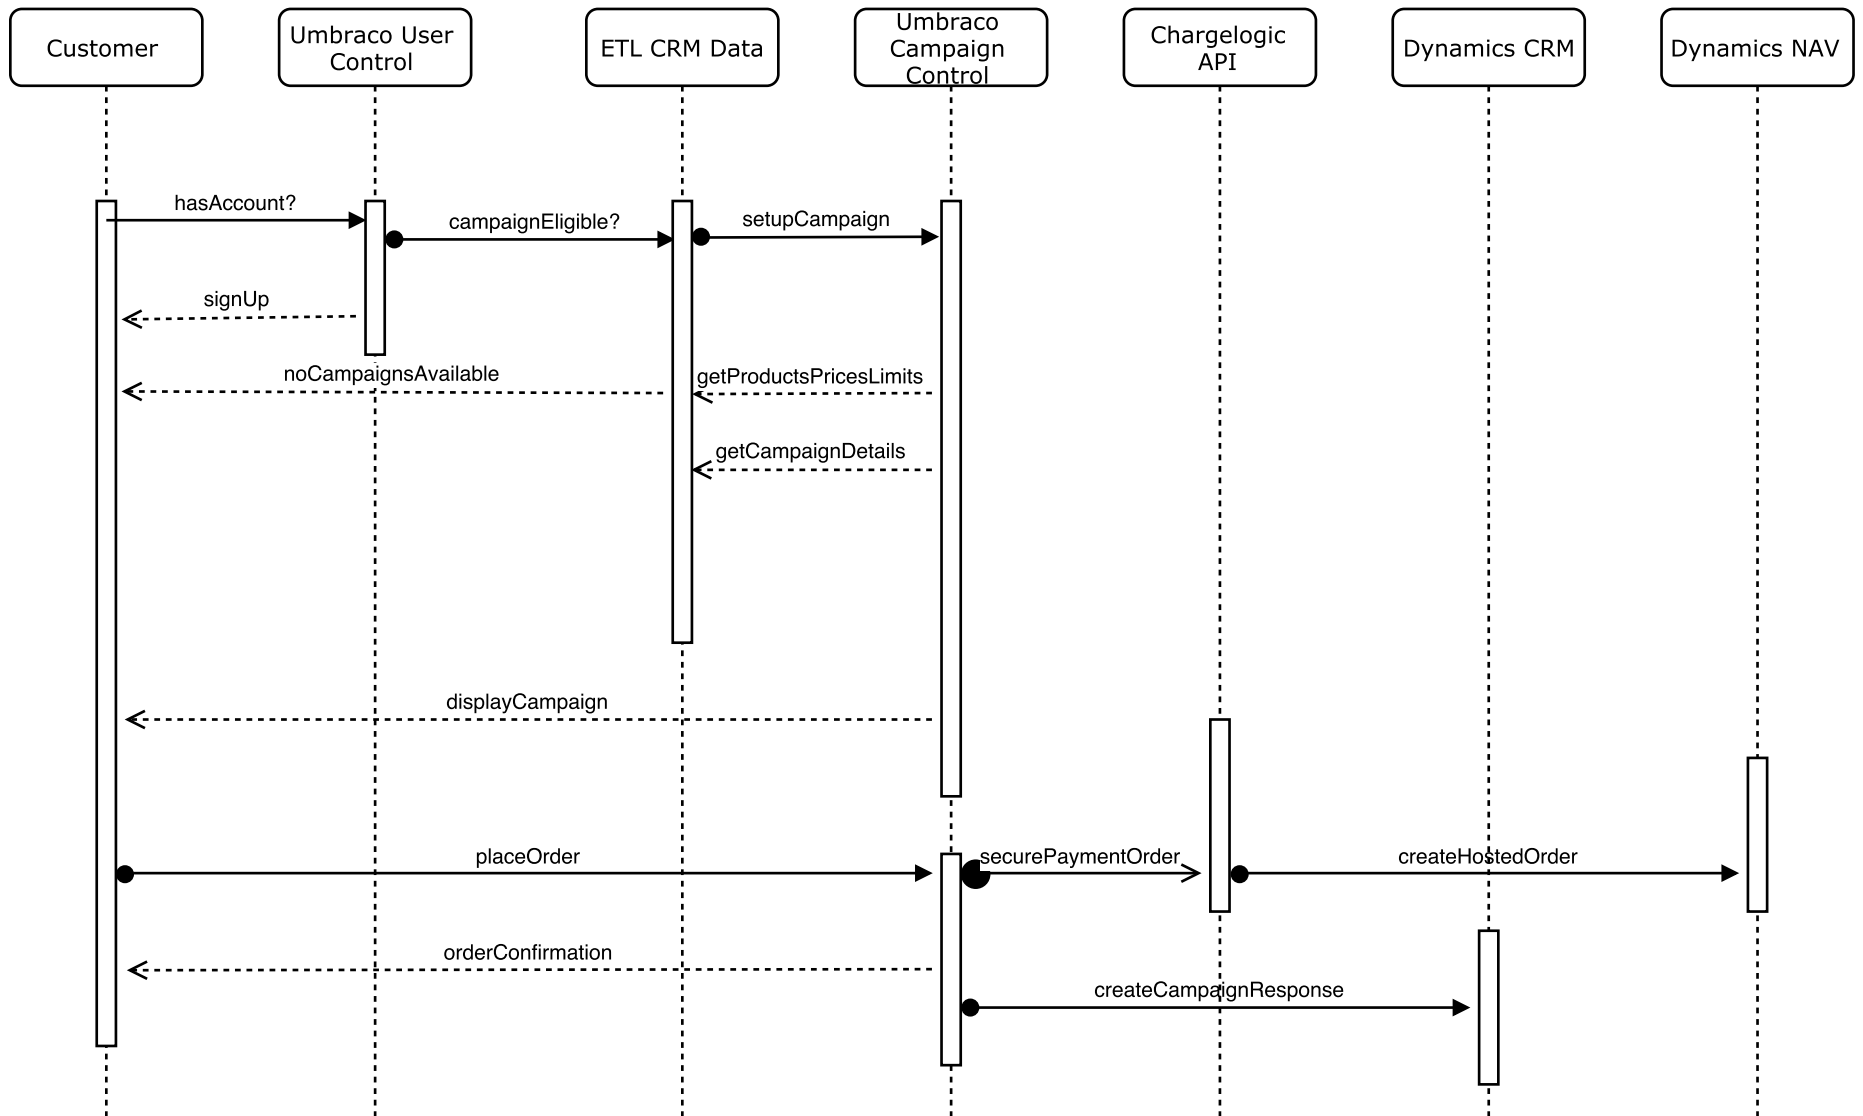 Customer
Umbraco User
Control
ETL CRM Data
Umbraco
Campaign
Control
Chargelogic
API
Dynamics CRM
Dynamics NAV
hasAccount?
campaignEligible?
setupCampaign
signUp
noCampaignsAvailable
getProductsPricesLimits
getCampaignDetails
displayCampaign
placeOrder
securePaymentOrder
createHostedOrder
orderConfirmation
createCampaignResponse